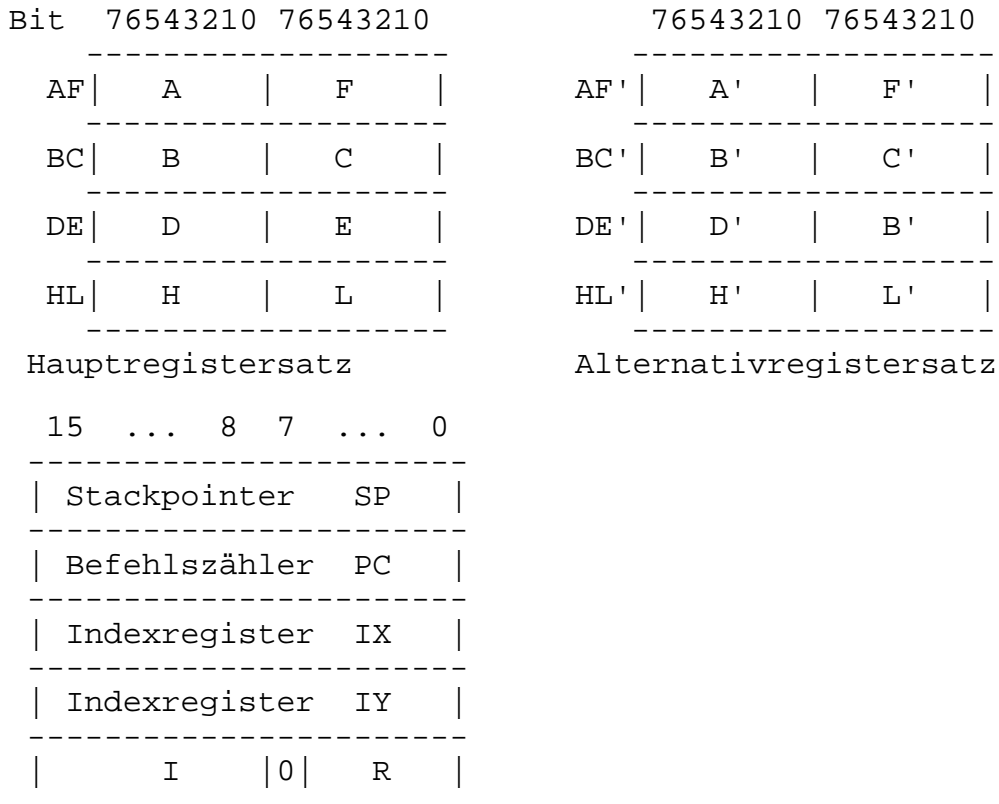 Bit  76543210 76543210            76543210 76543210
    -------------------           -------------------
  AF|   A    |   F    |       AF'|   A'   |   F'   |
    -------------------           -------------------
  BC|   B    |   C    |       BC'|   B'   |   C'   |
    -------------------           -------------------
  DE|   D    |   E    |       DE'|   D'   |   B'   |
    -------------------           -------------------
  HL|   H    |   L    |       HL'|   H'   |   L'   |
    -------------------           -------------------
 Hauptregistersatz            Alternativregistersatz
  15  ...  8 7  ...  0
 -----------------------
 | Stackpointer  SP    |
 -----------------------
 | Befehlszähler PC    |
 -----------------------
 | Indexregister IX    |
 -----------------------
 | Indexregister IY    |
 -----------------------
 |      I    |0|  R    |